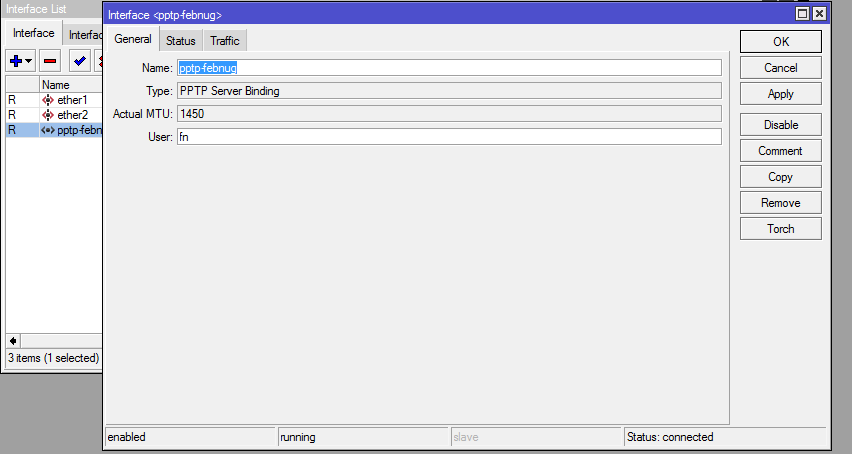 Interface List
Interface
Interfac
Name
R ether1
R ether2
R pptp-febn
3 items (1 selected)
Interface <pptp-febnug>
General Status Traffic
Name: pptp-febnug
Type: PPTP Server Binding
Actual MTU: 1450
User: fn
OK
Cancel
Apply
Disable
Comment
Copy
Remove
Torch
enabled
running
slave
Status: connected